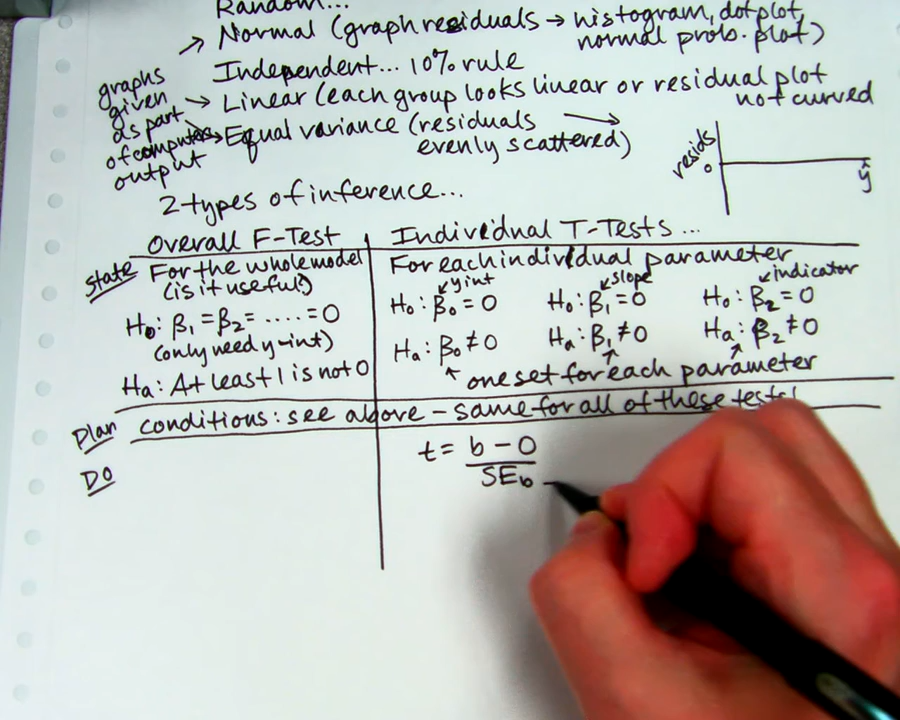 Random...
→ Normal (graph residuals → histogram, dotplot, normal prob. plot)
Independent... 10% rule
graphs given as part of computer output
→ Linear (each group looks linear or residual plot not curved
→ Equal variance (residuals evenly scattered)
resids
0
ŷ
2 types of inference...
Overall F-Test
Individual T-Tests ...
State
For the whole model
(is it useful?)
H₀: β₁ = β₂ = ..... = 0
(only need y-int)
Ha: At least 1 is not 0
For each individual parameter
↙ y int
↙ slope
↙ indicator
H₀: β₀ = 0
H₀: β₁ = 0
H₀: β₂ = 0
Ha: β₀ ≠ 0
Ha: β₁ ≠ 0
Ha: β₂ ≠ 0
one set for each parameter
Plan
conditions: see above - same for all of these tests!
DO
t = b - 0
SEb